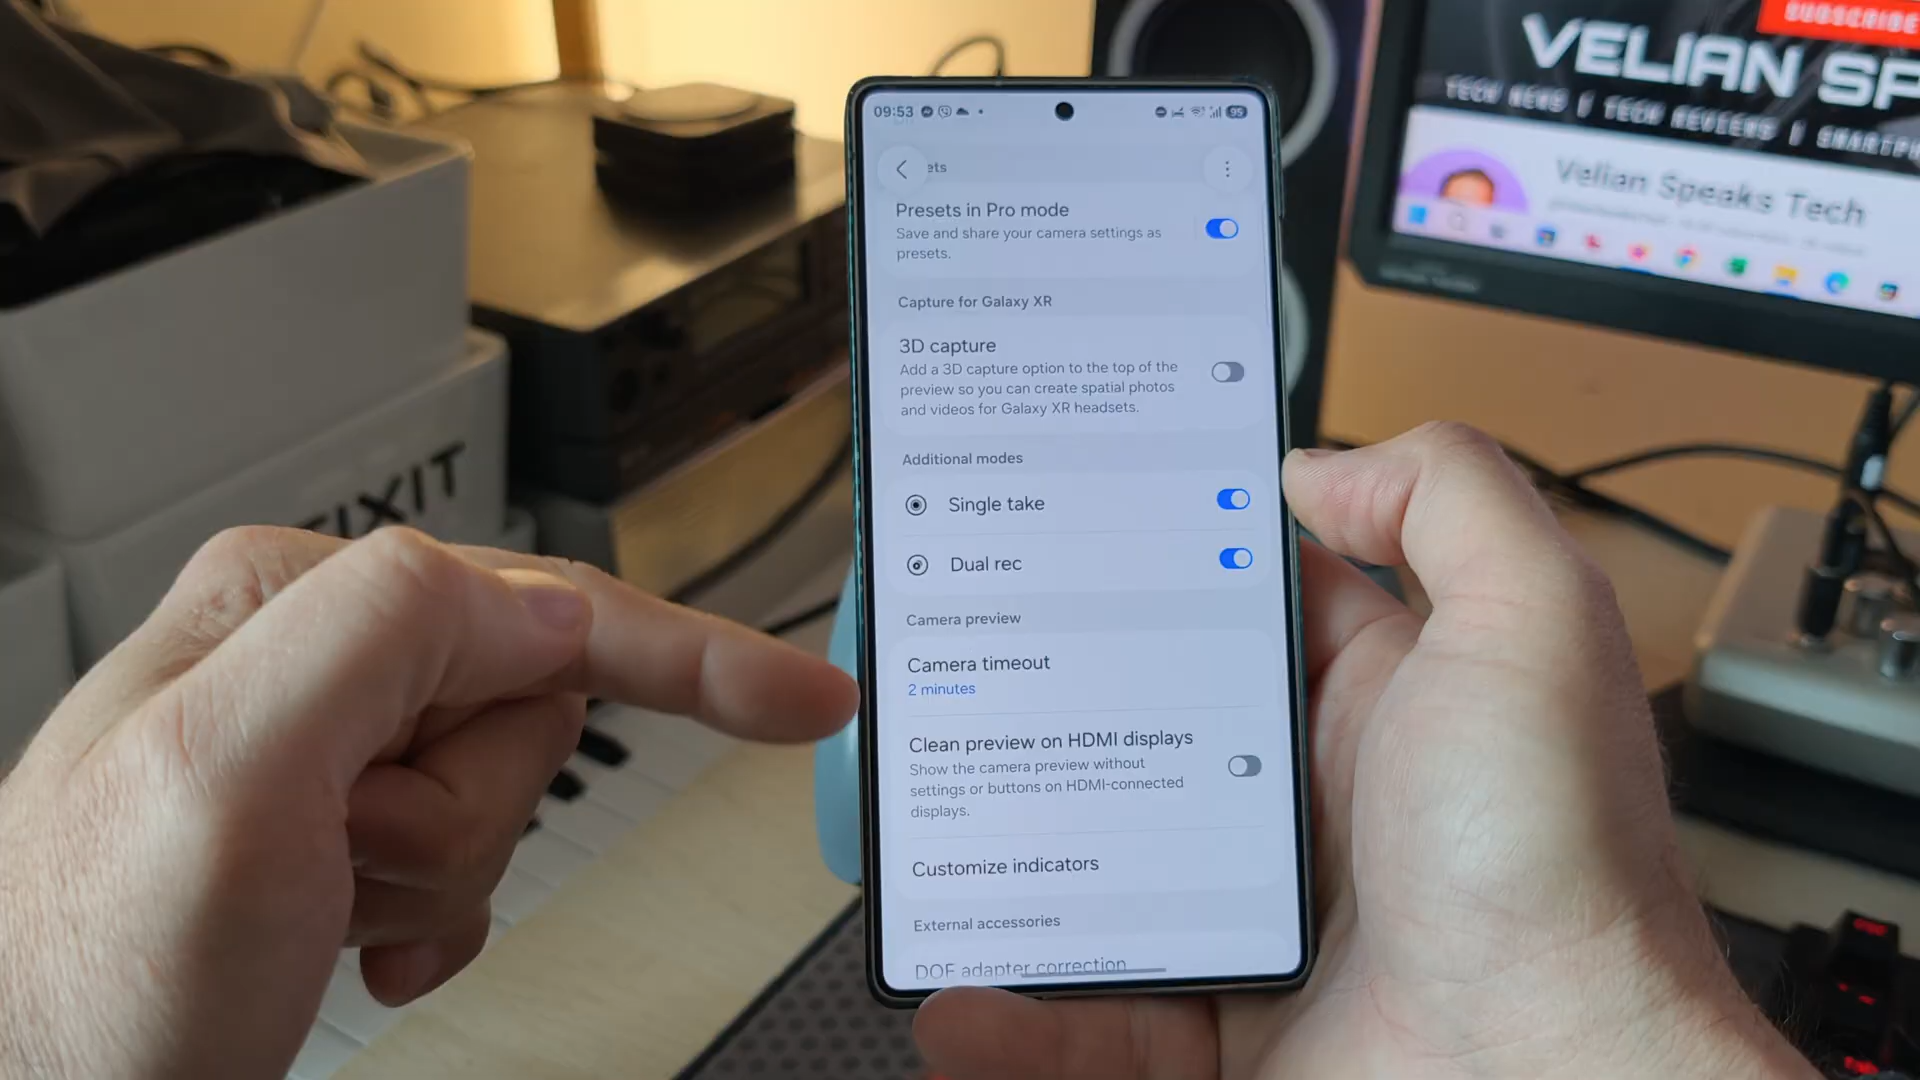 SUBSCRIBE
VELIAN SP
TECH NEWS | TECH REVIEWS | SMARTPH
Velian Speaks Tech
FIXIT
09:53
95
ets
Presets in Pro mode
Save and share your camera settings as
presets.
Capture for Galaxy XR
3D capture
Add a 3D capture option to the top of the
preview so you can create spatial photos
and videos for Galaxy XR headsets.
Additional modes
Single take
Dual rec
Camera preview
Camera timeout
2 minutes
Clean preview on HDMI displays
Show the camera preview without
settings or buttons on HDMI-connected
displays.
Customize indicators
External accessories
DOF adapter correction